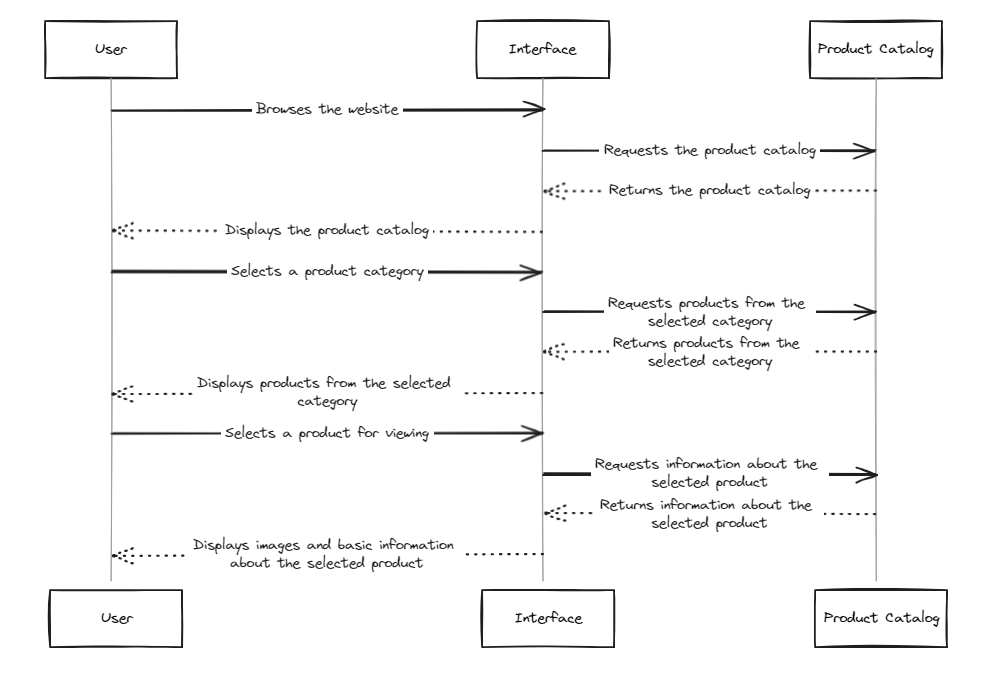 User
Interface
Product Catalog
Browses the website
Requests the product catalog
Returns the product catalog
Displays the product catalog
Selects a product category
Requests products from the
selected category
Returns products from the
selected category
Displays products from the selected
category
Selects a product for viewing
Requests information about the
selected product
Returns information about the
selected product
Displays images and basic information
about the selected product
User
Interface
Product Catalog